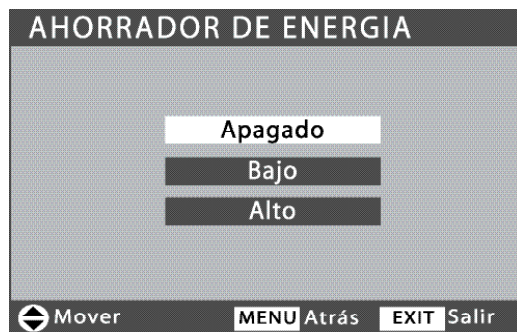 AHORRADOR DE ENERGIA
Apagado
Bajo
Alto
Mover MENU Atrás EXIT Salir